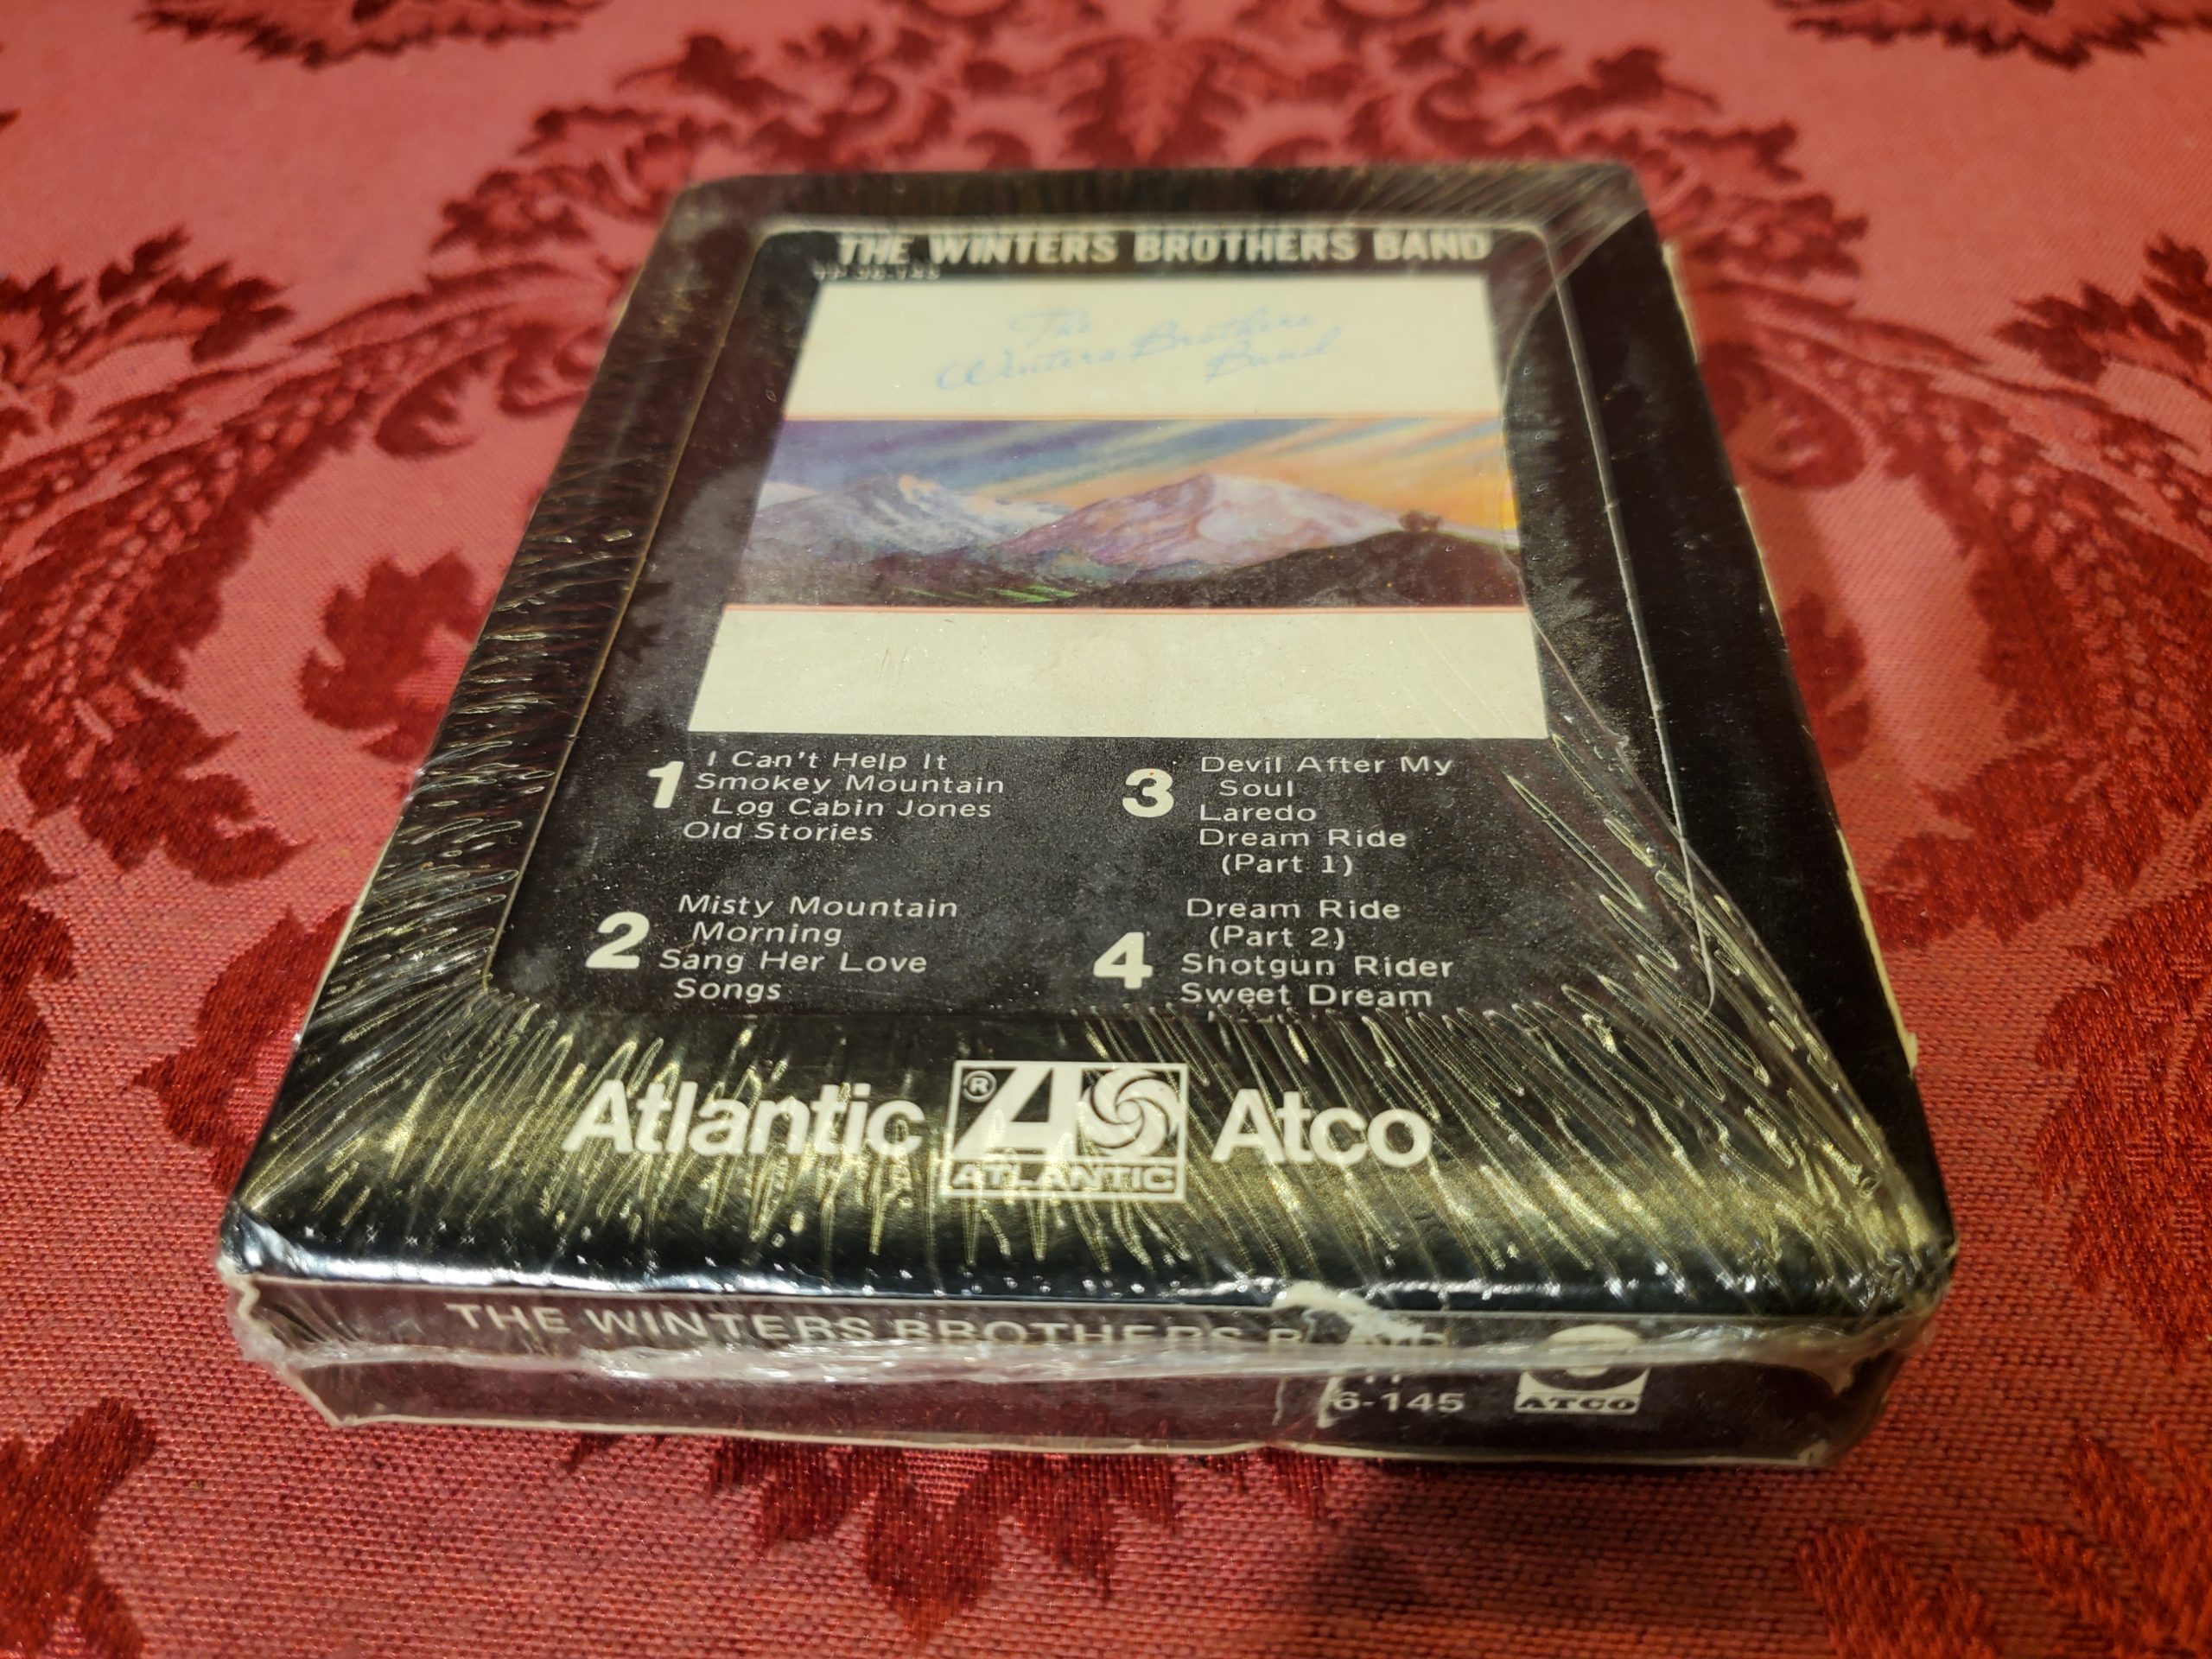 THE WINTERS BROTHERS BAND
The
Winters Brothers
Band
1
I Can't Help It
Smokey Mountain
Log Cabin Jones
Old Stories
2
Misty Mountain
Morning
Sang Her Love
Songs
3
Devil After My
Soul
Laredo
Dream Ride
(Part 1)
4
Dream Ride
(Part 2)
Shotgun Rider
Sweet Dream
Atlantic
®
ATLANTIC
Atco
THE WINTERS BROTHERS
6-145
ATCO